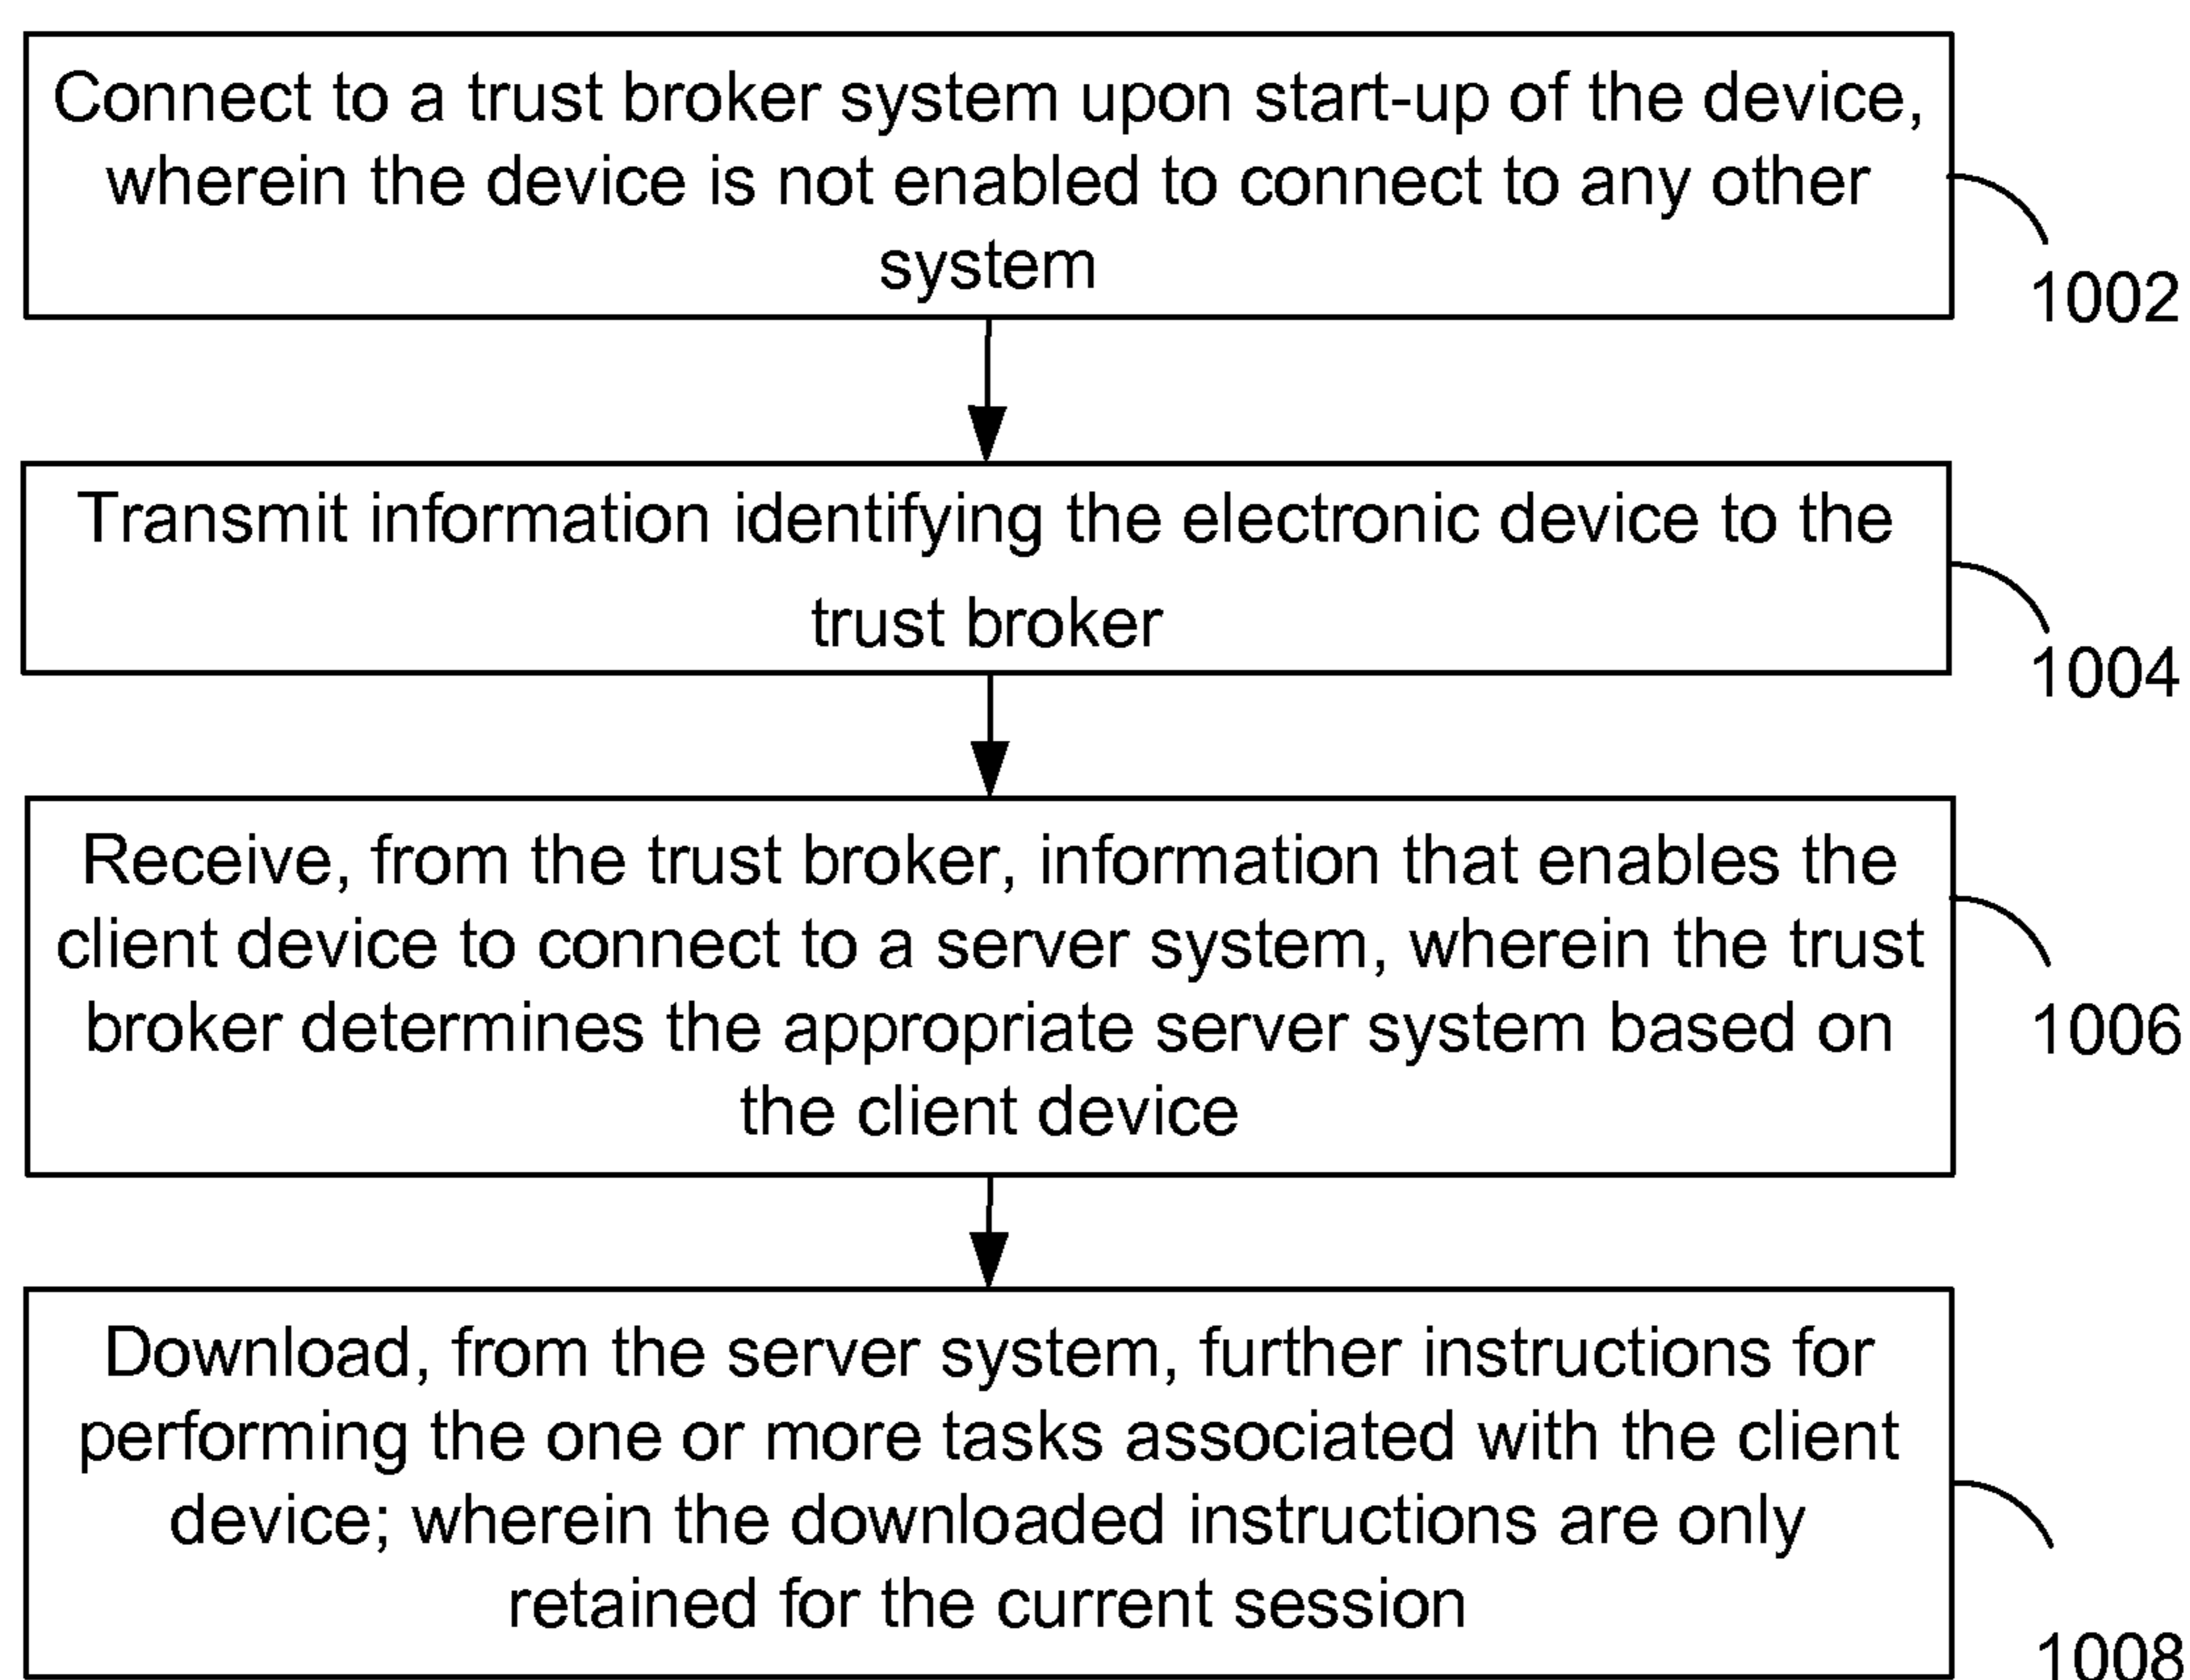 Connect to a trust broker system upon start-up of the device,
wherein the device is not enabled to connect to any other
system
1002
Transmit information identifying the electronic device to the
trust broker
1004
Receive, from the trust broker, information that enables the
client device to connect to a server system, wherein the trust
broker determines the appropriate server system based on
the client device
1006
Download, from the server system, further instructions for
performing the one or more tasks associated with the client
device; wherein the downloaded instructions are only
retained for the current session
1008